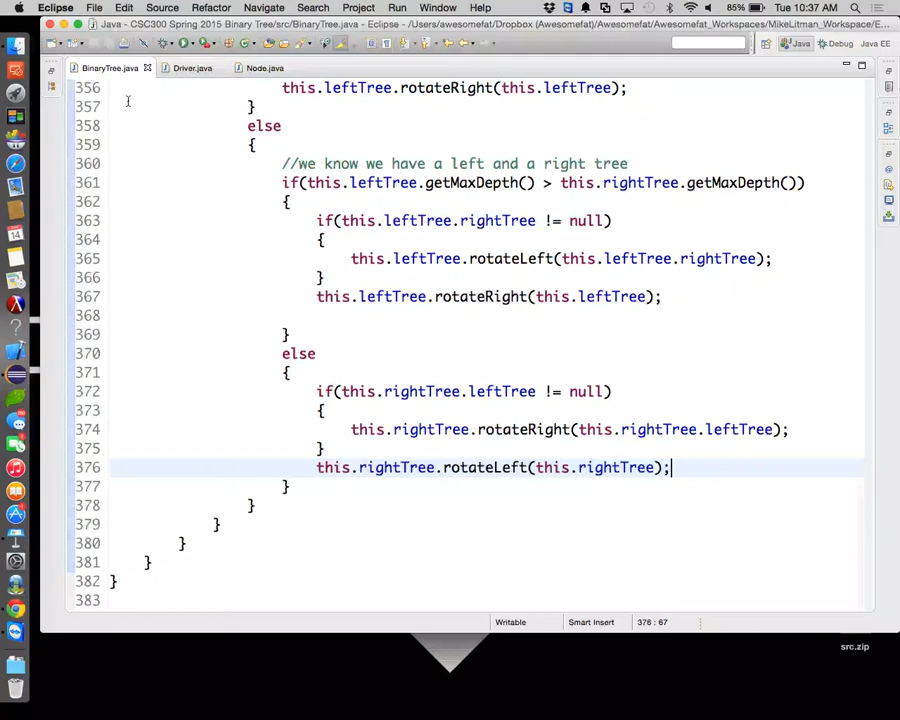 Eclipse File Edit Source Refactor Navigate Search Project Run Window Help 85% Tue 10:37 AM
Java - CSC300 Spring 2015 Binary Tree/src/BinaryTree.java - Eclipse - /Users/awesomefat/Dropbox (Awesomefat)/Awesomefat_Workspaces/MikeLitman_Workspace/E...
Java Debug Java EE
BinaryTree.java Driver.java Node.java
356 this.leftTree.rotateRight(this.leftTree);
357 }
358 else
359 {
360 //we know we have a left and a right tree
361 if(this.leftTree.getMaxDepth() > this.rightTree.getMaxDepth())
362 {
363 if(this.leftTree.rightTree != null)
364 {
365 this.leftTree.rotateLeft(this.leftTree.rightTree);
366 }
367 this.leftTree.rotateRight(this.leftTree);
368
369 }
370 else
371 {
372 if(this.rightTree.leftTree != null)
373 {
374 this.rightTree.rotateRight(this.rightTree.leftTree);
375 }
376 this.rightTree.rotateLeft(this.rightTree);
377 }
378 }
379 }
380 }
381 }
382 }
383
Writable Smart Insert 376 : 67
src.zip